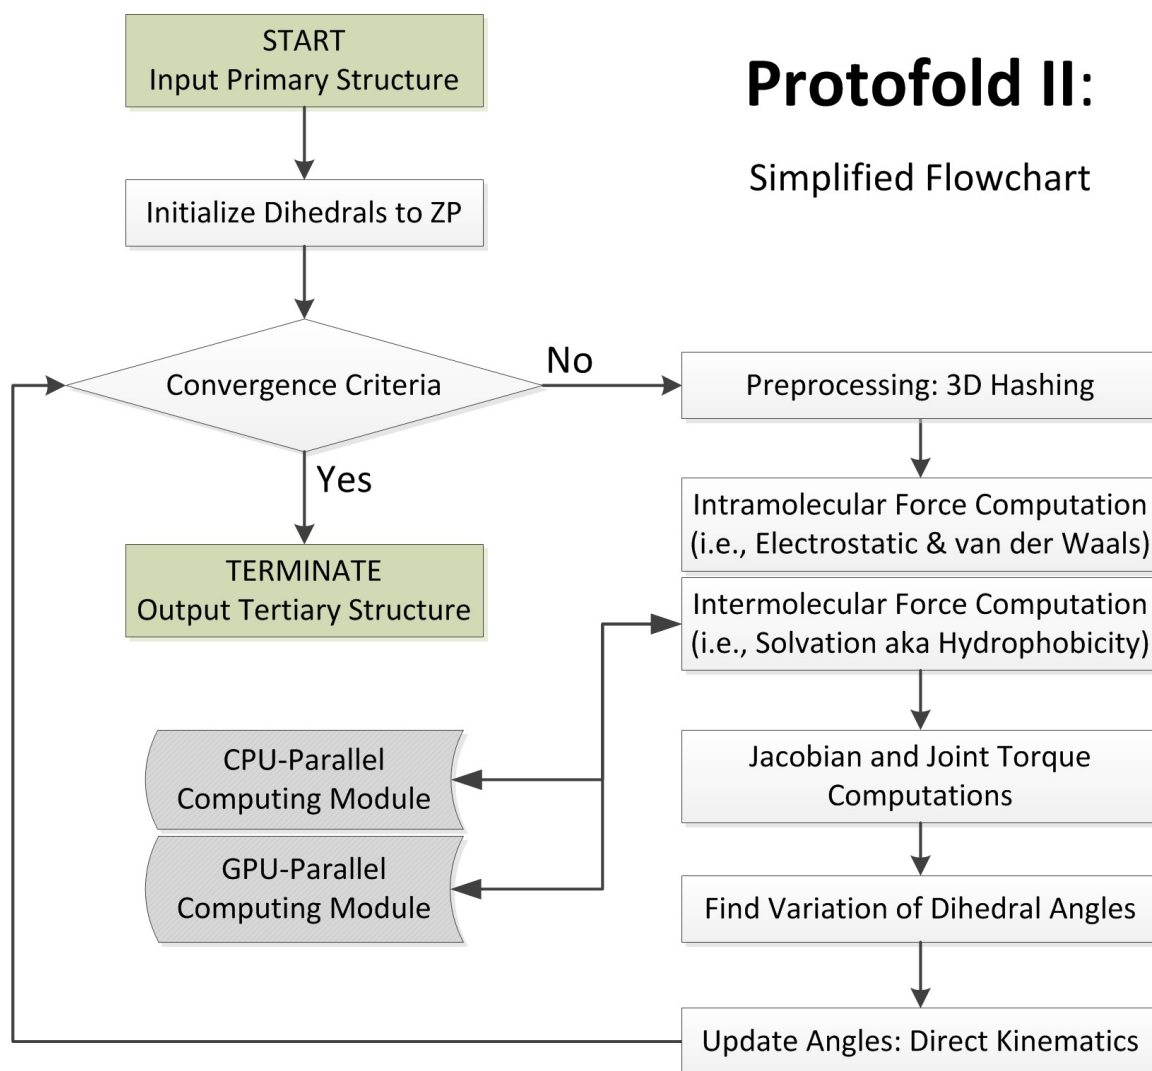 START
Input Primary Structure
Protofold II:
Simplified Flowchart
Initialize Dihedrals to ZP
Convergence Criteria
No
Yes
TERMINATE
Output Tertiary Structure
Preprocessing: 3D Hashing
Intramolecular Force Computation
(i.e., Electrostatic & van der Waals)
Intermolecular Force Computation
(i.e., Solvation aka Hydrophobicity)
CPU-Parallel
Computing Module
GPU-Parallel
Computing Module
Jacobian and Joint Torque
Computations
Find Variation of Dihedral Angles
Update Angles: Direct Kinematics